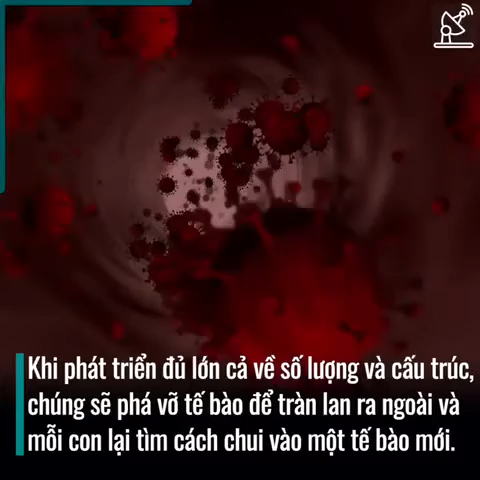 Khi phát triển đủ lớn cả về số lượng và cấu trúc,
chúng sẽ phá vỡ tế bào để tràn lan ra ngoài và
mỗi con lại tìm cách chui vào một tế bào mới.